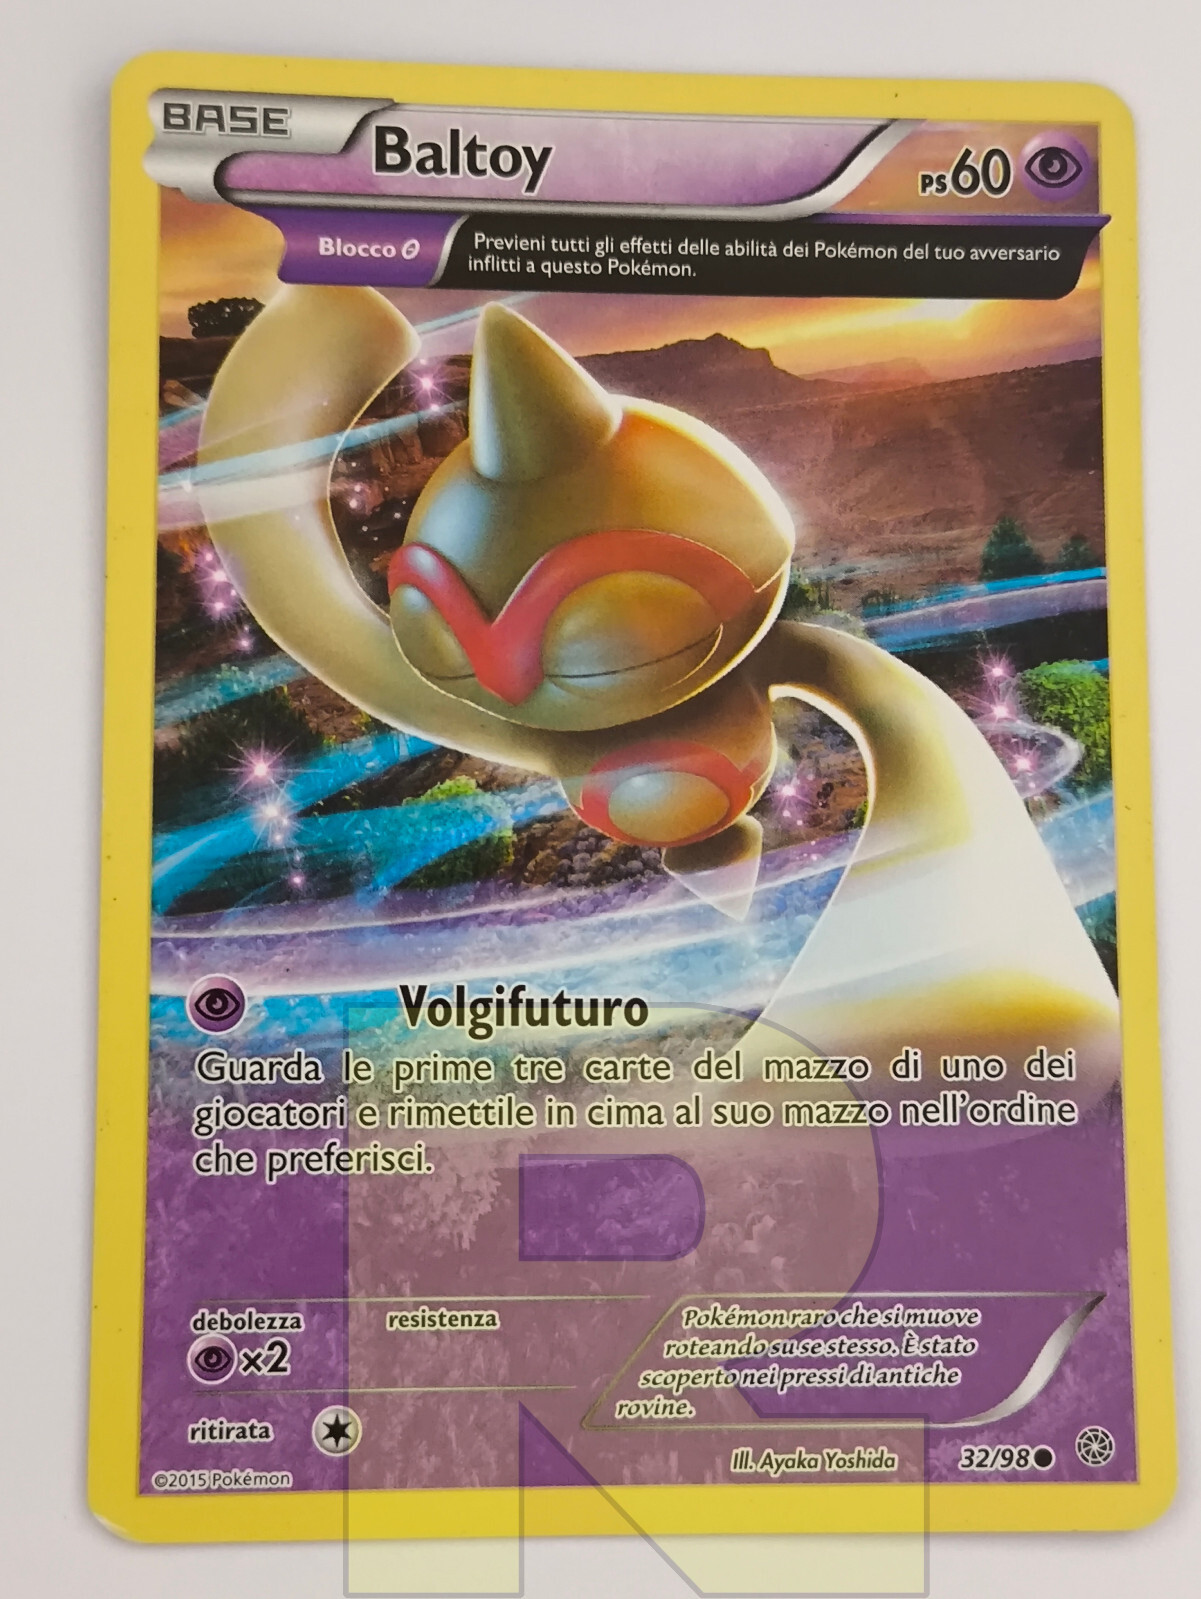 BASE
Baltoy
PS60
Blocco θ
Previeni tutti gli effetti delle abilità dei Pokémon del tuo avversario
inflitti a questo Pokémon.
Volgifuturo
Guarda le prime tre carte del mazzo di uno dei
giocatori e rimettile in cima al suo mazzo nell'ordine
che preferisci.
debolezza
×2
resistenza
Pokémon raro che si muove
roteando su se stesso. È stato
scoperto nei pressi di antiche
rovine.
ritirata
Ill. Ayaka Yoshida
32/98
©2015 Pokémon
R